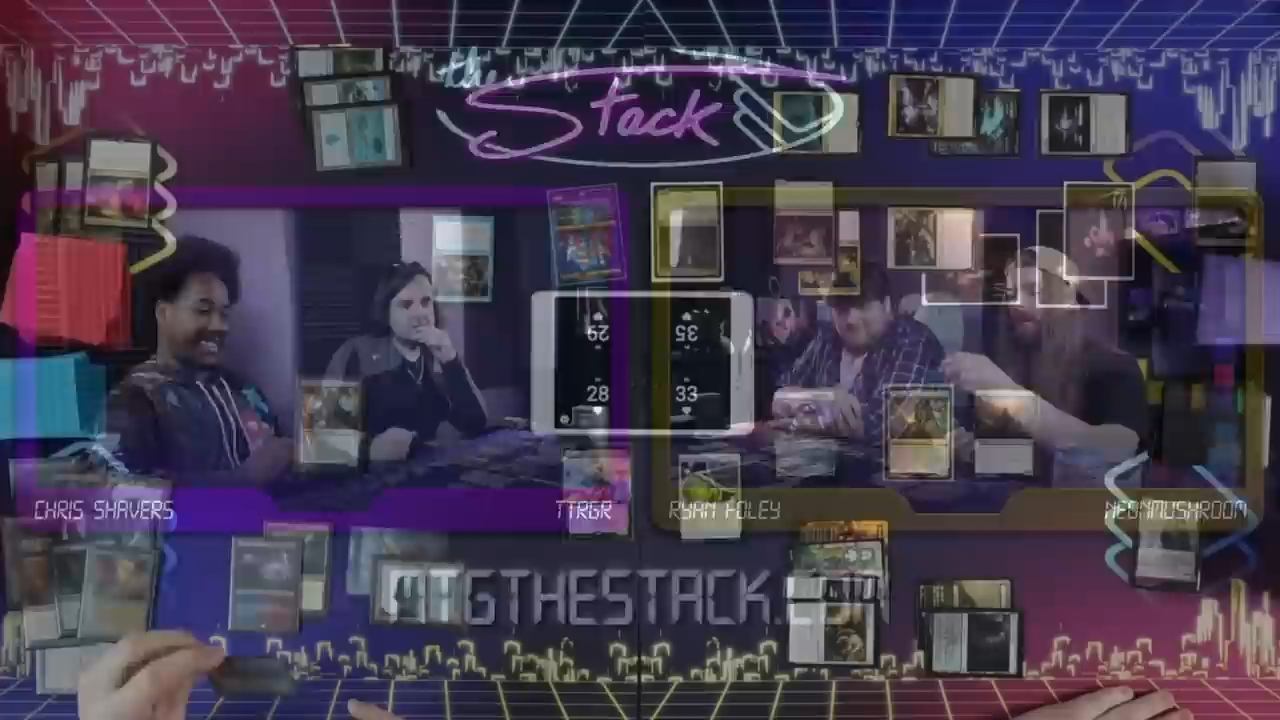 the
Stack
29 35
28 33
CHRIS SHAVERS
TTRGR
RYAN FOLEY
NEONMUSHROOM
MTGTHESTACK.COM